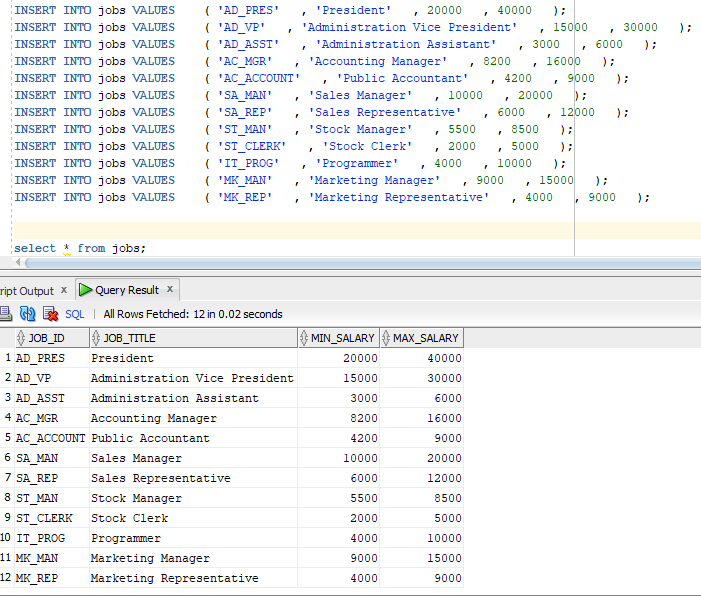 INSERT INTO jobs VALUES ( 'AD_PRES' , 'President' , 20000 , 40000 );
INSERT INTO jobs VALUES ( 'AD_VP' , 'Administration Vice President' , 15000 , 30000 );
INSERT INTO jobs VALUES ( 'AD_ASST' , 'Administration Assistant' , 3000 , 6000 );
INSERT INTO jobs VALUES ( 'AC_MGR' , 'Accounting Manager' , 8200 , 16000 );
INSERT INTO jobs VALUES ( 'AC_ACCOUNT' , 'Public Accountant' , 4200 , 9000 );
INSERT INTO jobs VALUES ( 'SA_MAN' , 'Sales Manager' , 10000 , 20000 );
INSERT INTO jobs VALUES ( 'SA_REP' , 'Sales Representative' , 6000 , 12000 );
INSERT INTO jobs VALUES ( 'ST_MAN' , 'Stock Manager' , 5500 , 8500 );
INSERT INTO jobs VALUES ( 'ST_CLERK' , 'Stock Clerk' , 2000 , 5000 );
INSERT INTO jobs VALUES ( 'IT_PROG' , 'Programmer' , 4000 , 10000 );
INSERT INTO jobs VALUES ( 'MK_MAN' , 'Marketing Manager' , 9000 , 15000 );
INSERT INTO jobs VALUES ( 'MK_REP' , 'Marketing Representative' , 4000 , 9000 );
select * from jobs;
ript Output x Query Result x
SQL | All Rows Fetched: 12 in 0.02 seconds
JOB_ID JOB_TITLE MIN_SALARY MAX_SALARY
1 AD_PRES President 20000 40000
2 AD_VP Administration Vice President 15000 30000
3 AD_ASST Administration Assistant 3000 6000
4 AC_MGR Accounting Manager 8200 16000
5 AC_ACCOUNT Public Accountant 4200 9000
6 SA_MAN Sales Manager 10000 20000
7 SA_REP Sales Representative 6000 12000
8 ST_MAN Stock Manager 5500 8500
9 ST_CLERK Stock Clerk 2000 5000
10 IT_PROG Programmer 4000 10000
11 MK_MAN Marketing Manager 9000 15000
12 MK_REP Marketing Representative 4000 9000